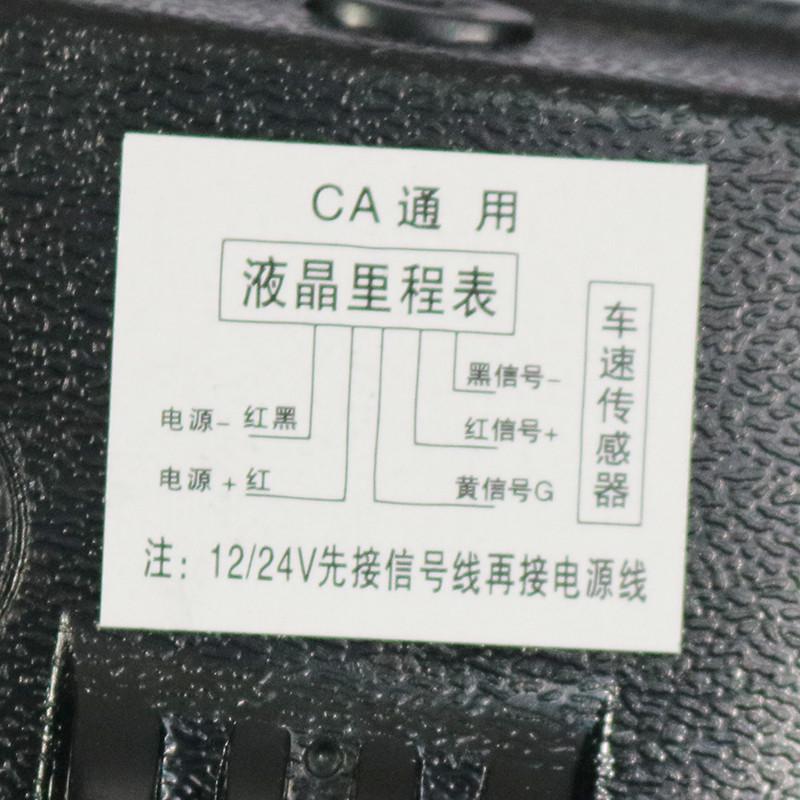 CA通用
液晶里程表
车速传感器
黑信号-
电源- 红黑
红信号+
电源+红
黄信号G
注：12/24V先接信号线再接电源线